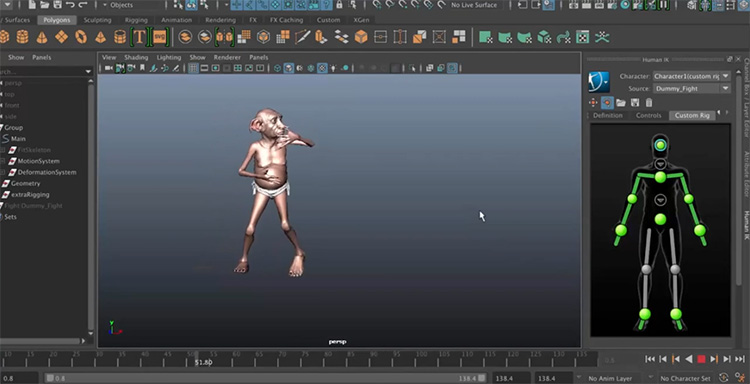 Objects
No Live Surface
Polygons Sculpting Rigging Animation Rendering FX FX Caching Custom XGen
T SVG
Show Panels
View Shading Lighting Show Renderer Panels
Human IK
Character: Character1(custom rig
Source: Dummy_Fight
Definition Controls Custom Rig
persp
top
front
side
Group
Main
FitSkeleton
MotionSystem
DeformationSystem
Geometry
extraRigging
Fight:Dummy_Fight
Sets
Y
persp
Channel Box / Layer Editor
Attribute Editor
Human IK
10 15 20 25 30 35 40 45 50 55 60 65 70 75 80 85 90 95 100 105 110 115 120 125 130 135
51.80
0.8 0.8 138.4 138.4 138.4 No Anim Layer No Character Set